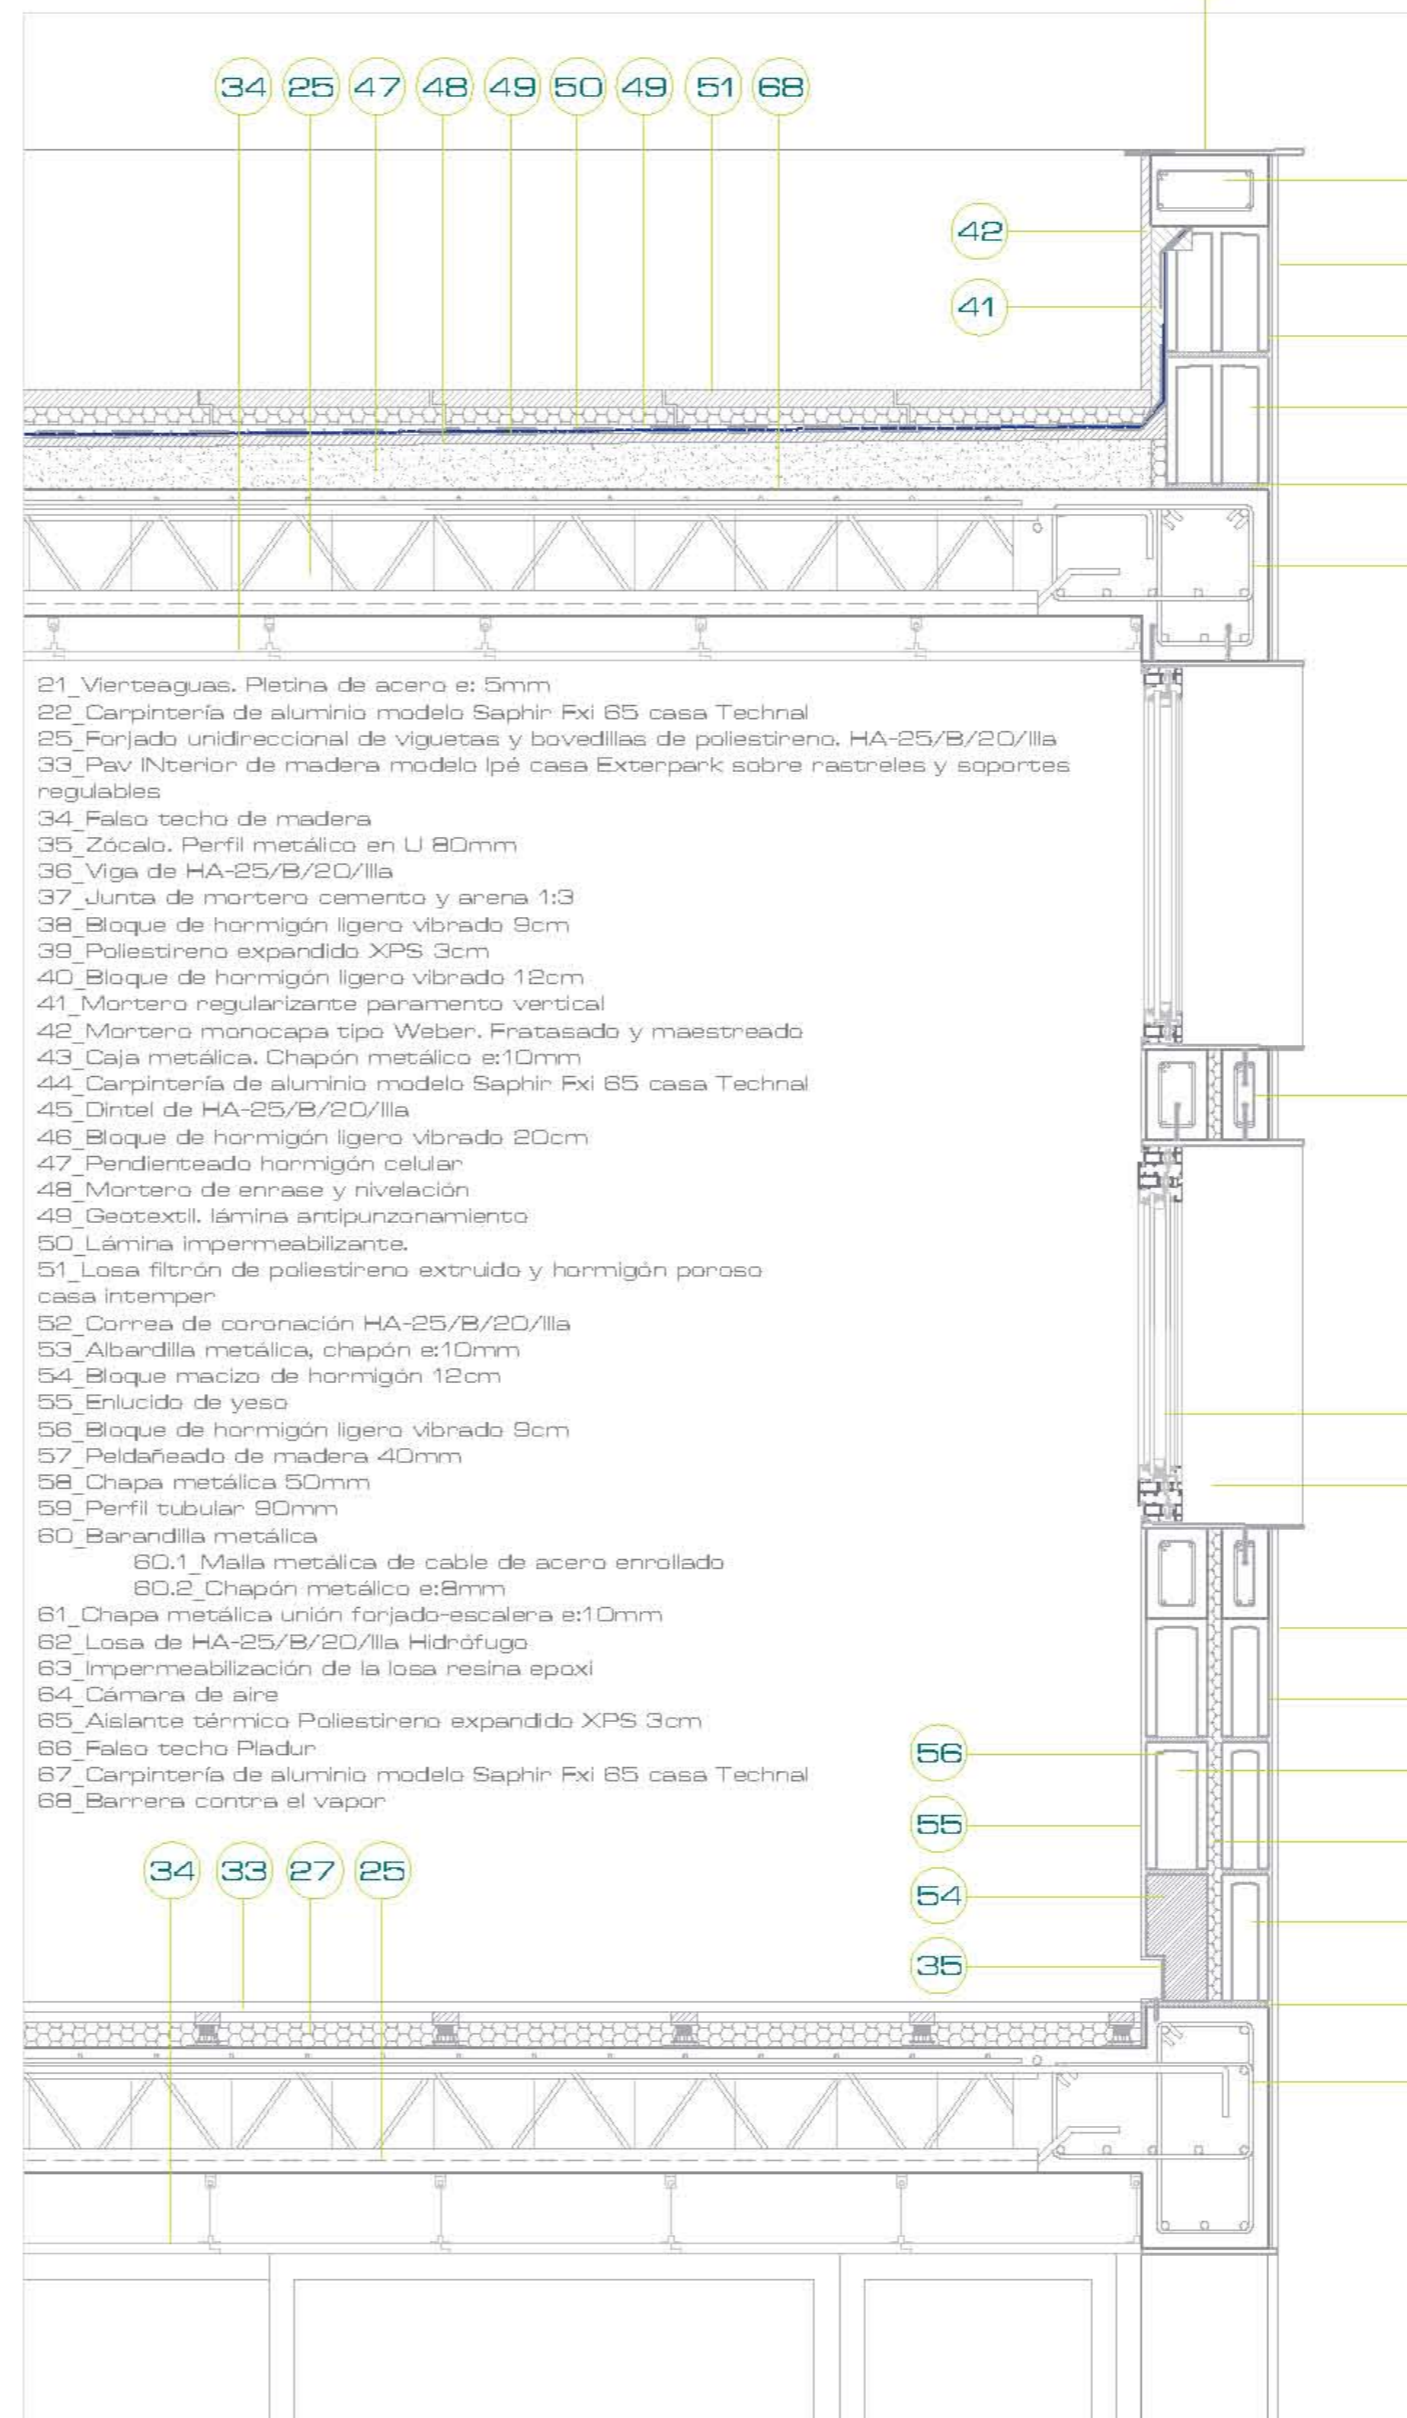 34 25 47 48 49 50 49 51 68
42
41
21_Vierteaguas. Pletina de acero e: 5mm
22_Carpintería de aluminio modelo Saphir Fxi 65 casa Technal
25_Forjado unidireccional de viguetas y bovedillas de poliestireno. HA-25/B/20/IIIa
33_Pav INterior de madera modelo Ipé casa Exterpark sobre rastreles y soportes
regulables
34_Falso techo de madera
35_Zócalo. Perfil metálico en U 80mm
36_Viga de HA-25/B/20/IIIa
37_Junta de mortero cemento y arena 1:3
38_Bloque de hormigón ligero vibrado 9cm
39_Poliestireno expandido XPS 3cm
40_Bloque de hormigón ligero vibrado 12cm
41_Mortero regularizante paramento vertical
42_Mortero monocapa tipo Weber. Fratasado y maestreado
43_Caja metálica. Chapón metálico e:10mm
44_Carpintería de aluminio modelo Saphir Fxi 65 casa Technal
45_Dintel de HA-25/B/20/IIIa
46_Bloque de hormigón ligero vibrado 20cm
47_Pendienteado hormigón celular
48_Mortero de enrase y nivelación
49_Geotextil. lámina antipunzonamiento
50_Lámina impermeabilizante.
51_Losa filtrón de poliestireno extruido y hormigón poroso
casa intemper
52_Correa de coronación HA-25/B/20/IIIa
53_Albardilla metálica, chapón e:10mm
54_Bloque macizo de hormigón 12cm
55_Enlucido de yeso
56_Bloque de hormigón ligero vibrado 9cm
57_Peldañeado de madera 40mm
58_Chapa metálica 50mm
59_Perfil tubular 90mm
60_Barandilla metálica
60.1_Malla metálica de cable de acero enrollado
60.2_Chapón metálico e:8mm
61_Chapa metálica unión forjado-escalera e:10mm
62_Losa de HA-25/B/20/IIIa Hidrófugo
63_Impermeabilización de la losa resina epoxi
64_Cámara de aire
65_Aislante térmico Poliestireno expandido XPS 3cm
66_Falso techo Pladur
67_Carpintería de aluminio modelo Saphir Fxi 65 casa Technal
68_Barrera contra el vapor
56
55
54
35
34 33 27 25